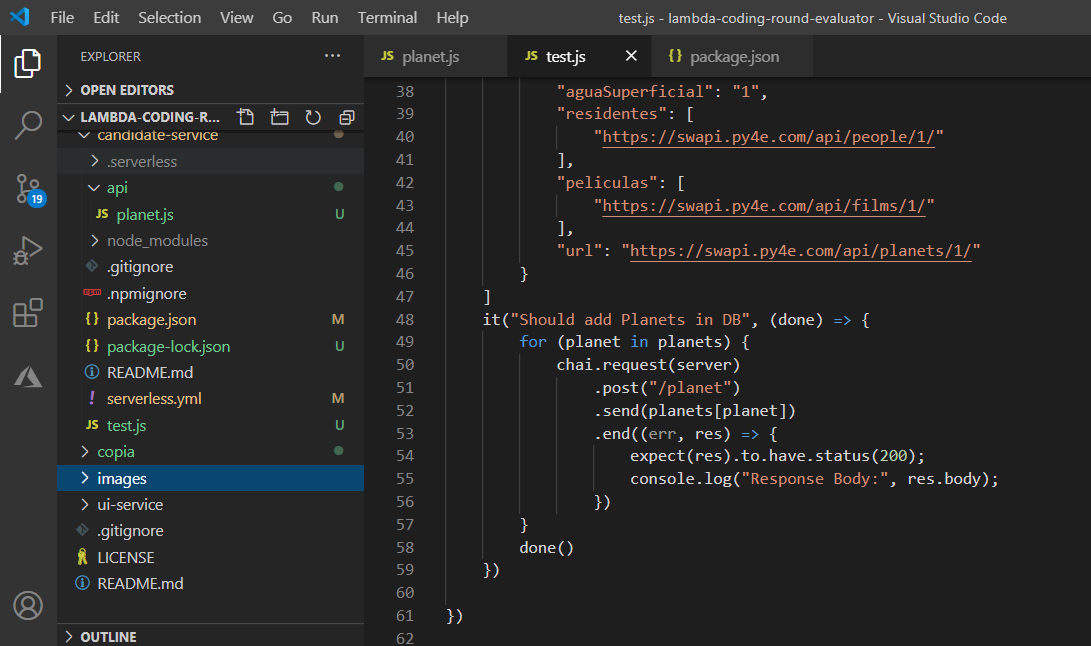 File Edit Selection View Go Run Terminal Help test.js - lambda-coding-round-evaluator - Visual Studio Code
EXPLORER ···
OPEN EDITORS
LAMBDA-CODING-R...
candidate-service
.serverless
api
JS planet.js U
node_modules
.gitignore
npm .npmignore
{} package.json M
{} package-lock.json U
README.md
! serverless.yml M
JS test.js U
copia
images
ui-service
.gitignore
LICENSE
README.md
OUTLINE
19
JS planet.js JS test.js × {} package.json
38 "aguaSuperficial": "1",
39 "residentes": [
40 "https://swapi.py4e.com/api/people/1/"
41 ],
42 "peliculas": [
43 "https://swapi.py4e.com/api/films/1/"
44 ],
45 "url": "https://swapi.py4e.com/api/planets/1/"
46 }
47 ]
48 it("Should add Planets in DB", (done) => {
49 for (planet in planets) {
50 chai.request(server)
51 .post("/planet")
52 .send(planets[planet])
53 .end((err, res) => {
54 expect(res).to.have.status(200);
55 console.log("Response Body:", res.body);
56 })
57 }
58 done()
59 })
60
61 })
62